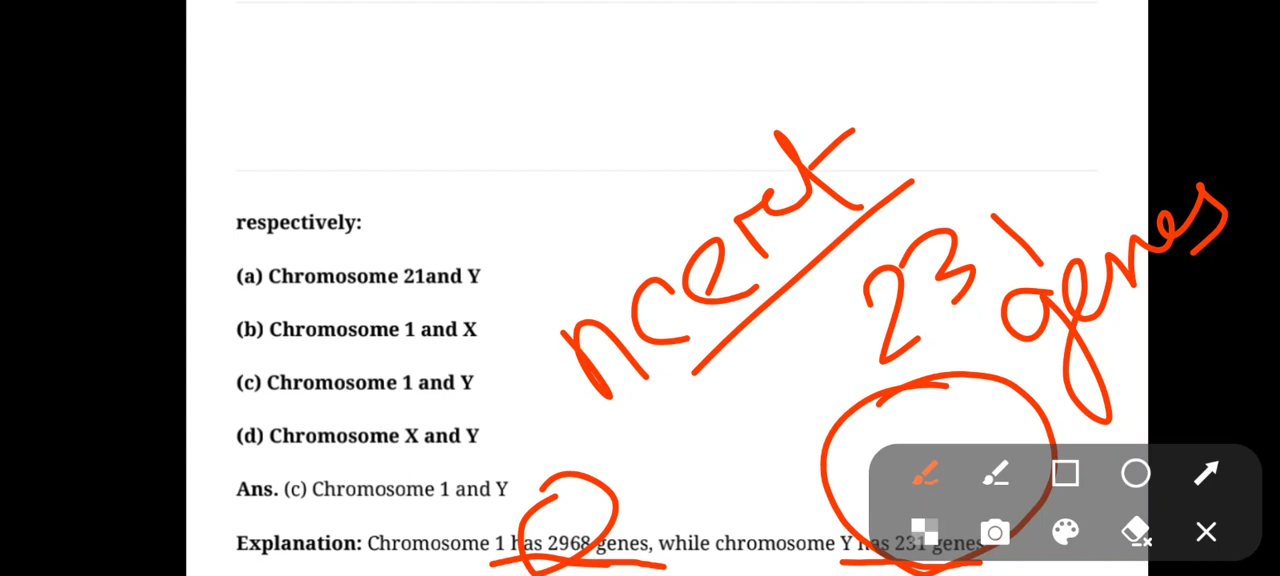 respectively:
(a) Chromosome 21and Y
(b) Chromosome 1 and X
(c) Chromosome 1 and Y
(d) Chromosome X and Y
Ans. (c) Chromosome 1 and Y
Explanation: Chromosome 1 has 2968 genes, while chromosome Y has 231 genes
ncert
231
genes